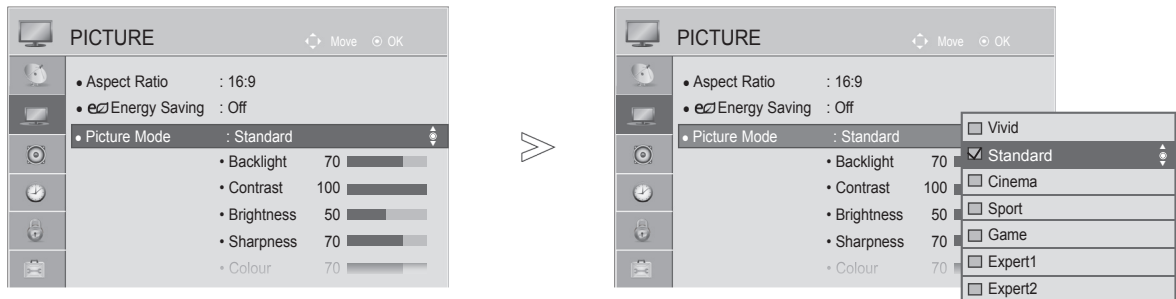 PICTURE
Move OK
• Aspect Ratio : 16:9
• eco Energy Saving : Off
• Picture Mode : Standard
• Backlight 70
• Contrast 100
• Brightness 50
• Sharpness 70
• Colour 70
PICTURE
Move OK
• Aspect Ratio : 16:9
• eco Energy Saving : Off
• Picture Mode : Standard
• Backlight 70
• Contrast 100
• Brightness 50
• Sharpness 70
• Colour 70
Vivid
Standard
Cinema
Sport
Game
Expert1
Expert2